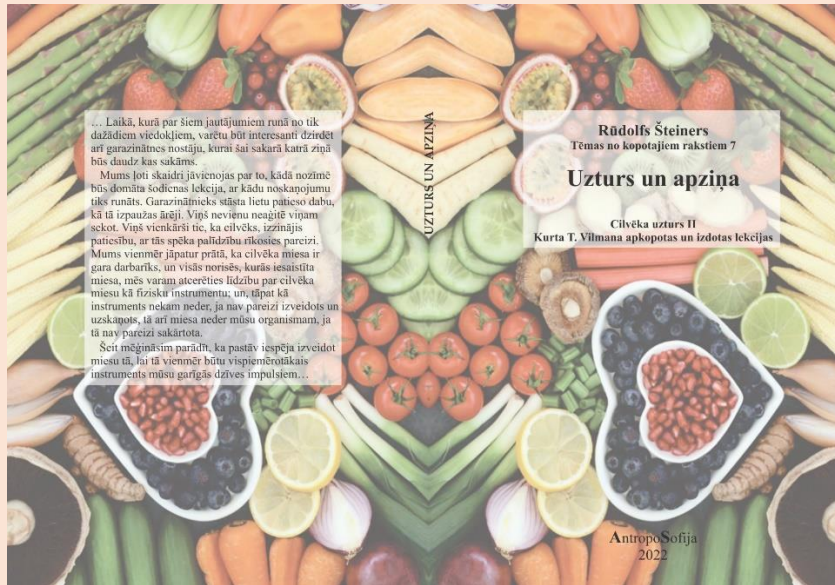 … Laikā, kurā par šiem jautājumiem runā no tik
dažādiem viedokļiem, varētu būt interesanti dzirdēt
arī garazinātnes nostāju, kurai šai sakarā katrā ziņā
būs daudz kas sakāms.
Mums ļoti skaidri jāvienojas par to, kādā nozīmē
būs domāta šodienas lekcija, ar kādu noskaņojumu
tiks runāts. Garazinātnieks stāsta lietu patieso dabu,
kā tā izpaužas ārēji. Viņš nevienu neaģitē viņam
sekot. Viņš vienkārši tic, ka cilvēks, izzinājis
patiesību, ar tās spēka palīdzību rīkosies pareizi.
Mums vienmēr jāpatur prātā, ka cilvēka miesa ir
gara darbarīks, un visās norisēs, kurās iesaistīta
miesa, mēs varam atcerēties līdzību par cilvēka
miesu kā fizisku instrumentu; un, tāpat kā
instruments nekam neder, ja nav pareizi izveidots un
uzskaņots, tā arī miesa neder mūsu organismam, ja
tā nav pareizi sakārtota.
Šeit mēģināsim parādīt, ka pastāv iespēja izveidot
miesu tā, lai tā vienmēr būtu vispiemērotākais
instruments mūsu garīgās dzīves impulsiem…
UZTURS UN APZIŅA
Rūdolfs Šteiners
Tēmas no kopotajiem rakstiem 7
Uzturs un apziņa
Cilvēka uzturs II
Kurta T. Vilmana apkopotas un izdotas lekcijas
AntropoSofija
2022